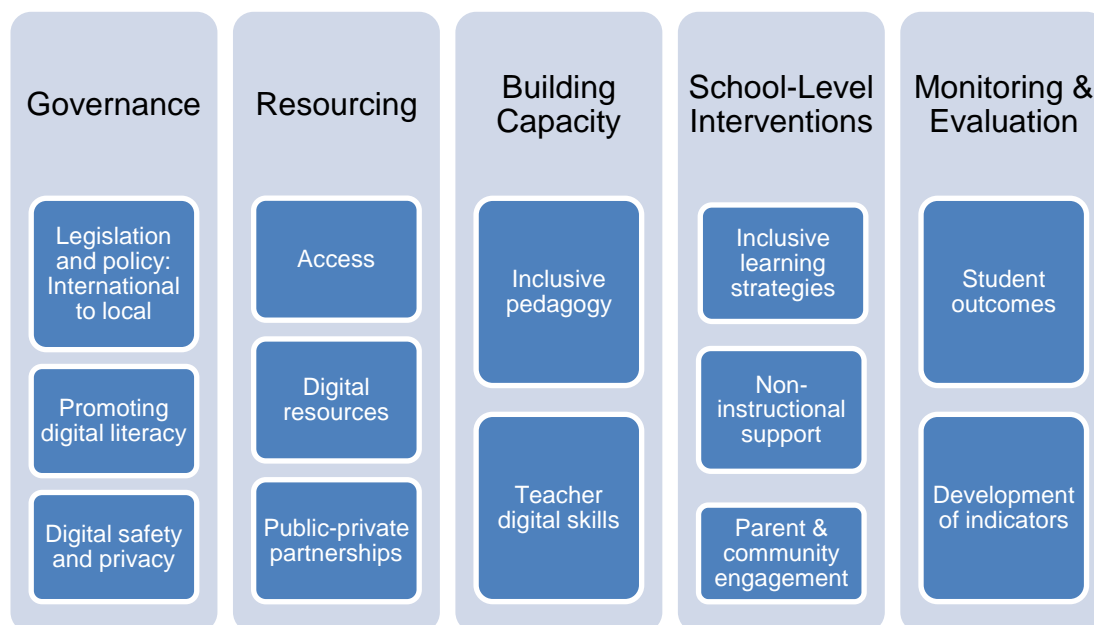 Governance
Legislation
and policy:
International
to local
Promoting
digital literacy
Digital safety
and privacy
Resourcing
Access
Digital
resources
Public-private
partnerships
Building
Capacity
Inclusive
pedagogy
Teacher
digital skills
School-Level
Interventions
Inclusive
learning
strategies
Non-
instructional
support
Parent &
community
engagement
Monitoring &
Evaluation
Student
outcomes
Development
of indicators